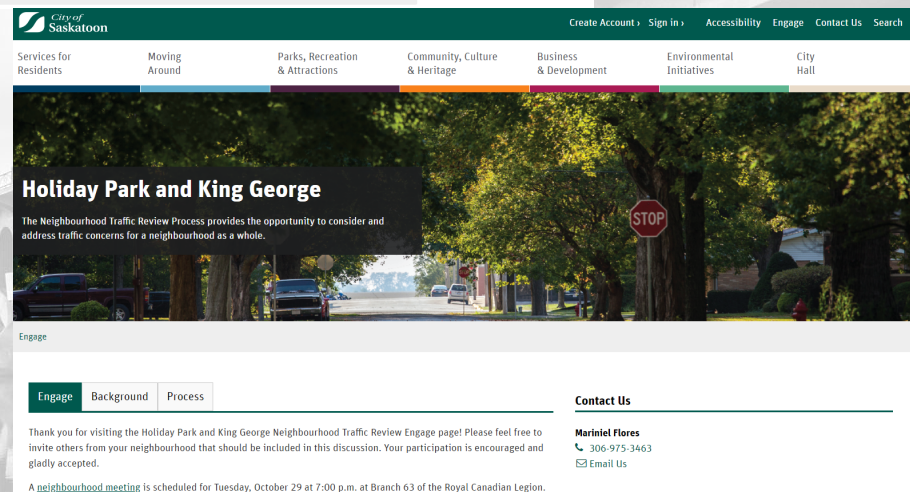 City of
Saskatoon
Create Account › Sign in › Accessibility Engage Contact Us Search
Services for
Residents
Moving
Around
Parks, Recreation
& Attractions
Community, Culture
& Heritage
Business
& Development
Environmental
Initiatives
City
Hall
Holiday Park and King George
The Neighbourhood Traffic Review Process provides the opportunity to consider and
address traffic concerns for a neighbourhood as a whole.
STOP
Engage
Engage Background Process
Thank you for visiting the Holiday Park and King George Neighbourhood Traffic Review Engage page! Please feel free to
invite others from your neighbourhood that should be included in this discussion. Your participation is encouraged and
gladly accepted.
A neighbourhood meeting is scheduled for Tuesday, October 29 at 7:00 p.m. at Branch 63 of the Royal Canadian Legion.
Contact Us
Mariniel Flores
306-975-3463
Email Us